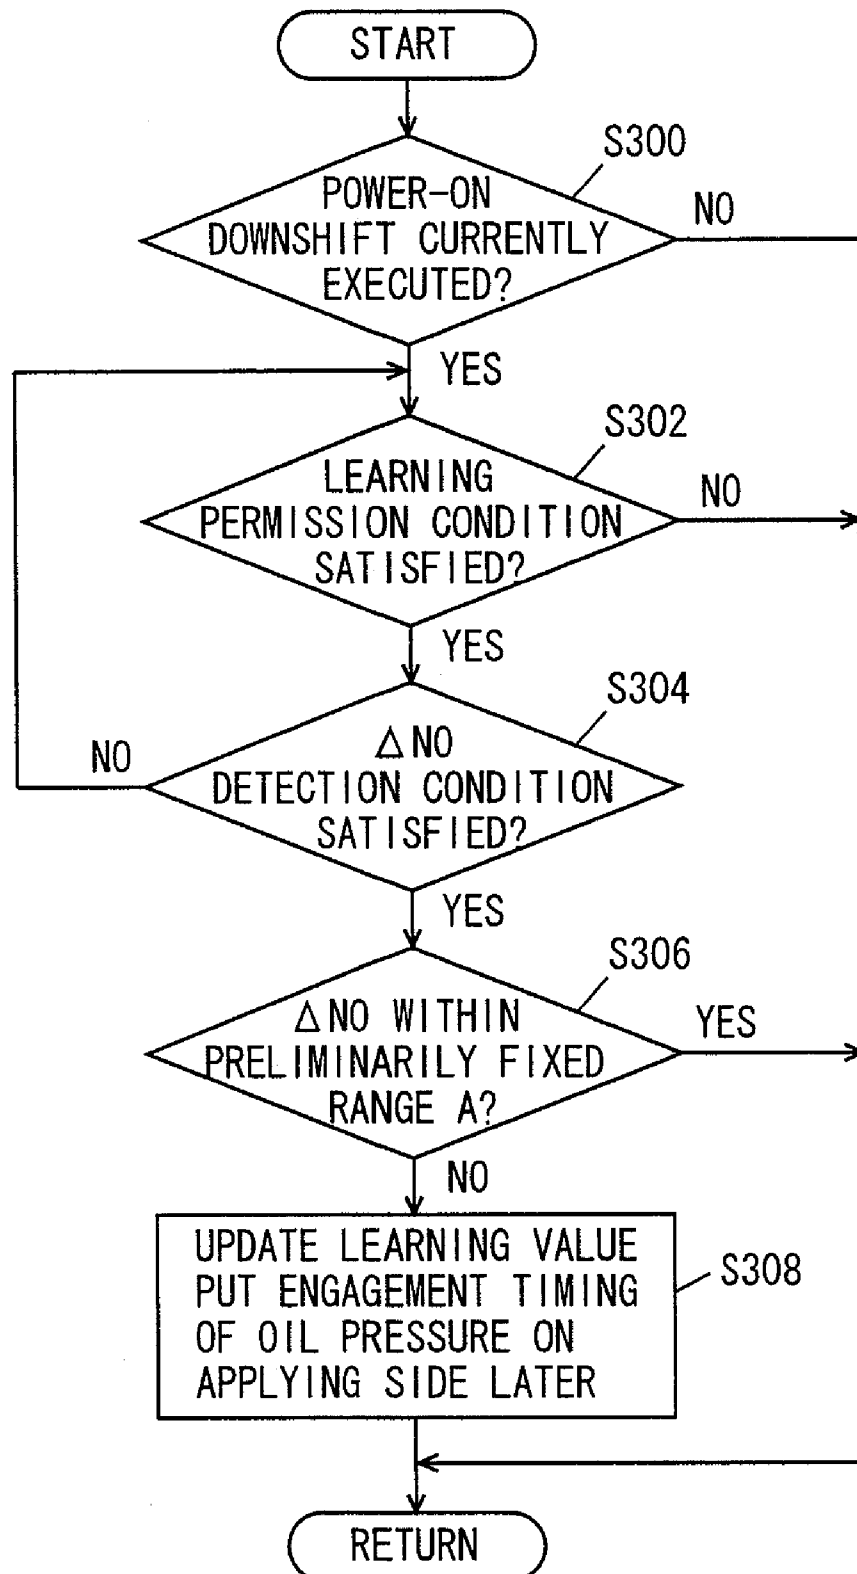 START
S300
POWER-ON
DOWNSHIFT CURRENTLY
EXECUTED?
NO
YES
S302
LEARNING
PERMISSION CONDITION
SATISFIED?
NO
YES
S304
△NO
DETECTION CONDITION
SATISFIED?
NO
YES
S306
△NO WITHIN
PRELIMINARILY FIXED
RANGE A?
YES
NO
UPDATE LEARNING VALUE
PUT ENGAGEMENT TIMING
OF OIL PRESSURE ON
APPLYING SIDE LATER
S308
RETURN